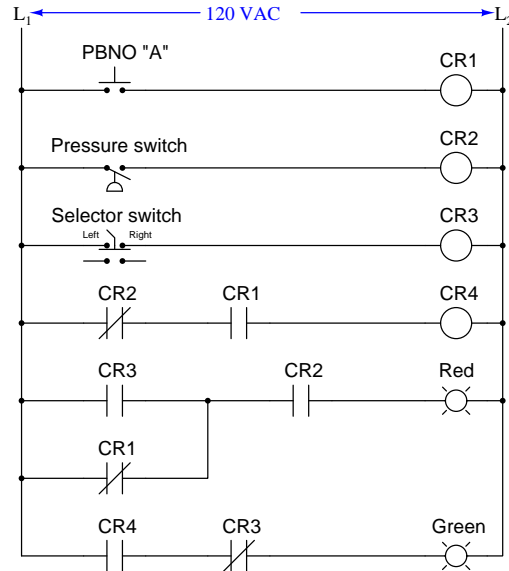 L1 120 VAC L2
PBNO "A"
CR1
Pressure switch
CR2
Selector switch
Left Right
CR3
CR2 CR1 CR4
CR3 CR2 Red
CR1
CR4 CR3 Green